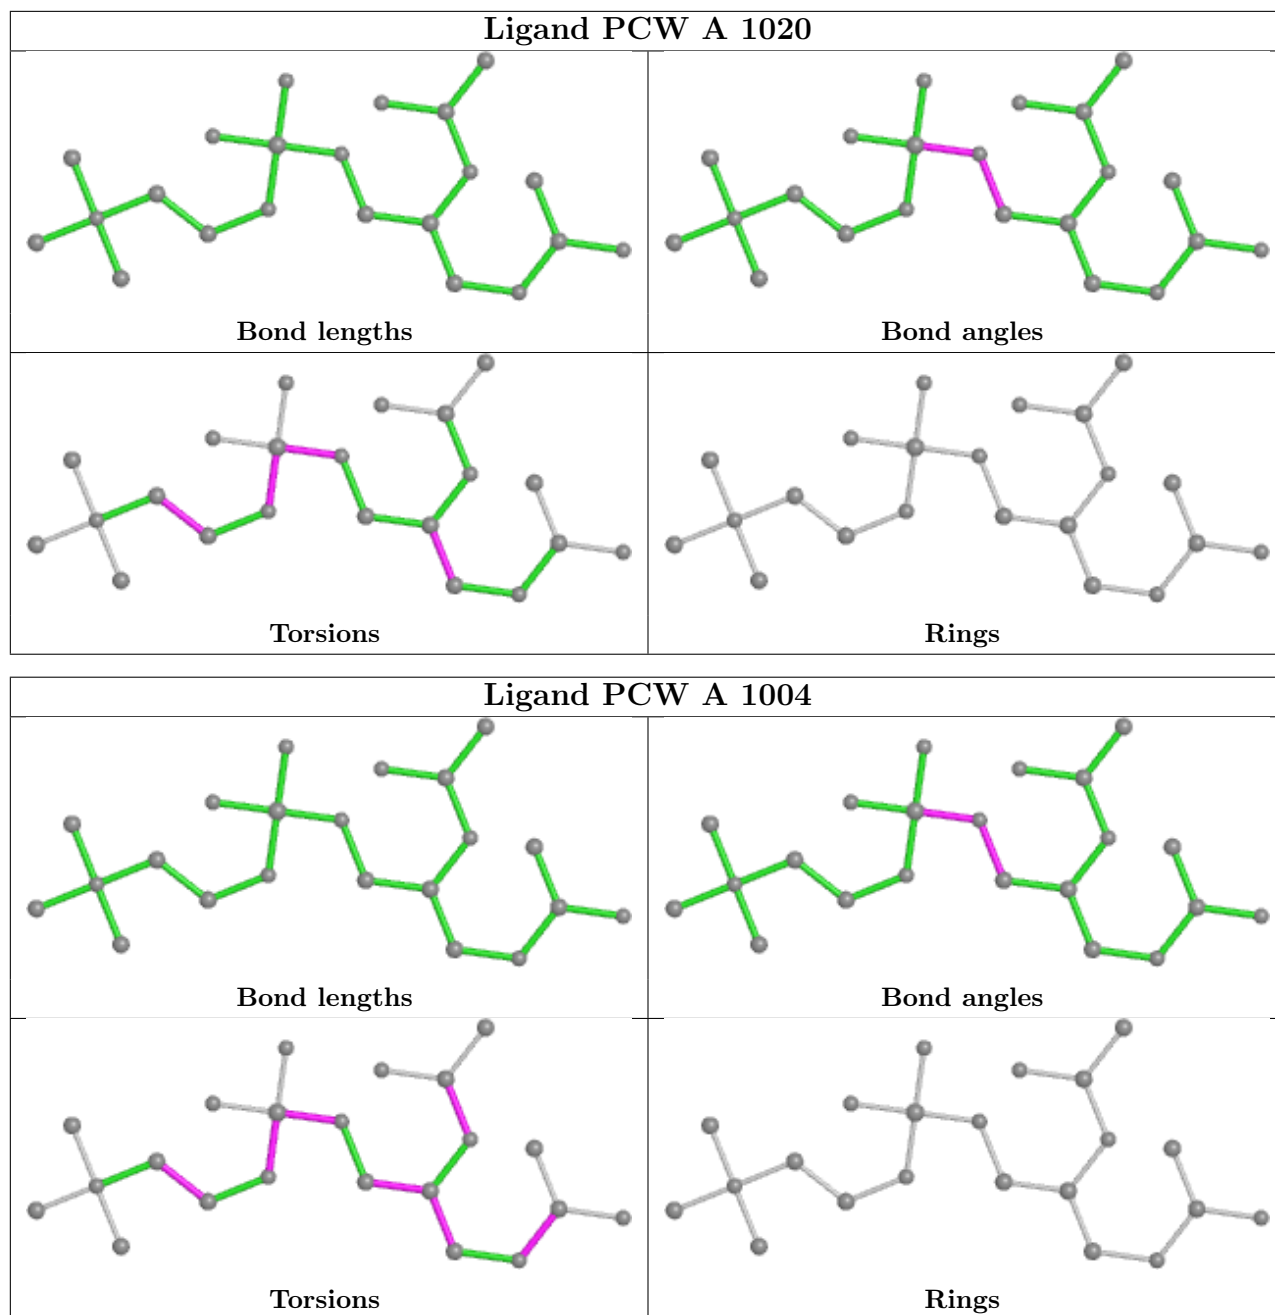 Ligand PCW A 1020
Bond lengths
Bond angles
Torsions
Rings
Ligand PCW A 1004
Bond lengths
Bond angles
Torsions
Rings